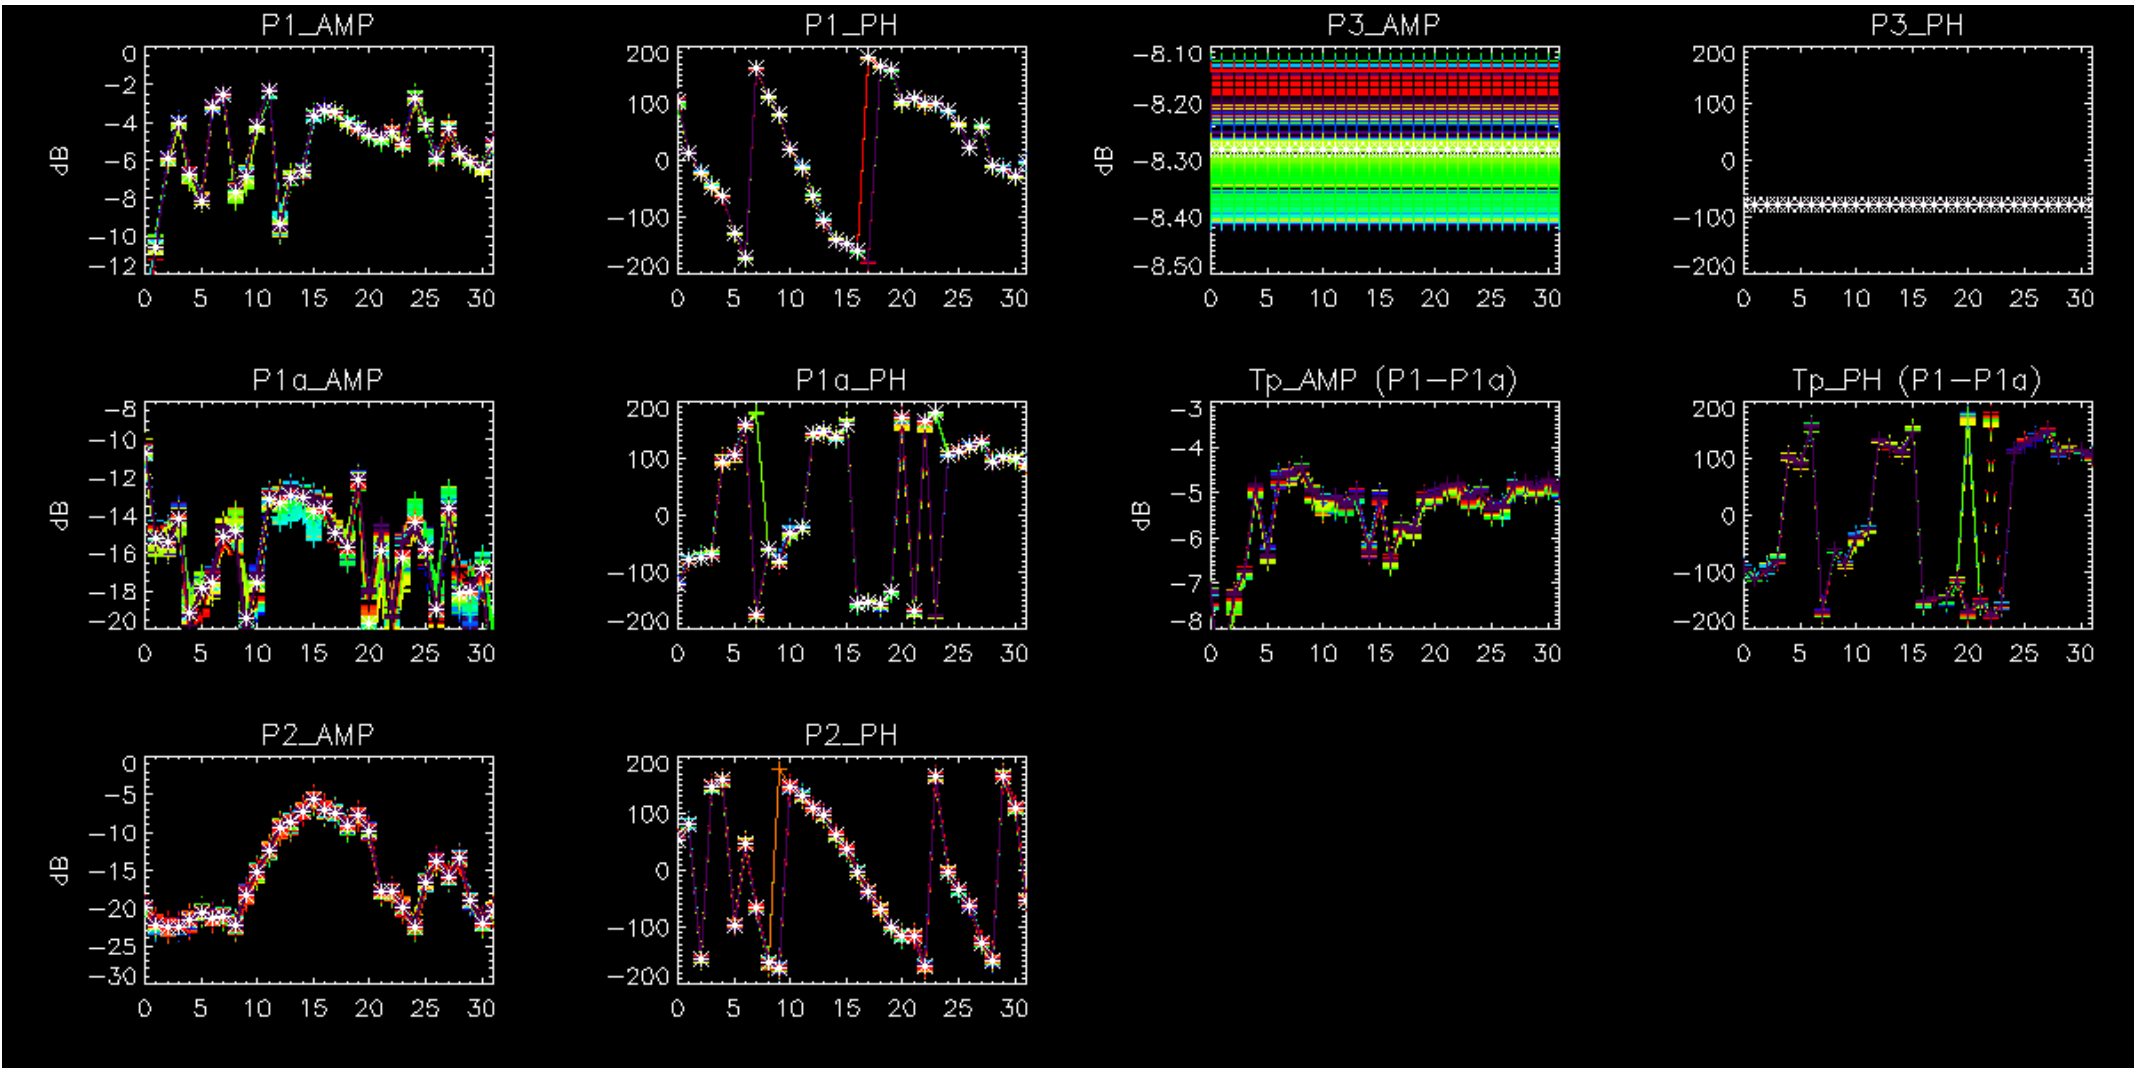 P1_AMP
P1_PH
P3_AMP
P3_PH
0
−2
−4
−6
−8
−10
−12
dB
0 5 10 15 20 25 30
200
100
0
−100
−200
0 5 10 15 20 25 30
−8.10
−8.20
−8.30
−8.40
−8.50
dB
0 5 10 15 20 25 30
200
100
0
−100
−200
0 5 10 15 20 25 30
P1a_AMP
P1a_PH
Tp_AMP (P1−P1a)
Tp_PH (P1−P1a)
−8
−10
−12
−14
−16
−18
−20
dB
0 5 10 15 20 25 30
200
100
0
−100
−200
0 5 10 15 20 25 30
−3
−4
−5
−6
−7
−8
dB
0 5 10 15 20 25 30
200
100
0
−100
−200
0 5 10 15 20 25 30
P2_AMP
P2_PH
0
−5
−10
−15
−20
−25
−30
dB
0 5 10 15 20 25 30
200
100
0
−100
−200
0 5 10 15 20 25 30